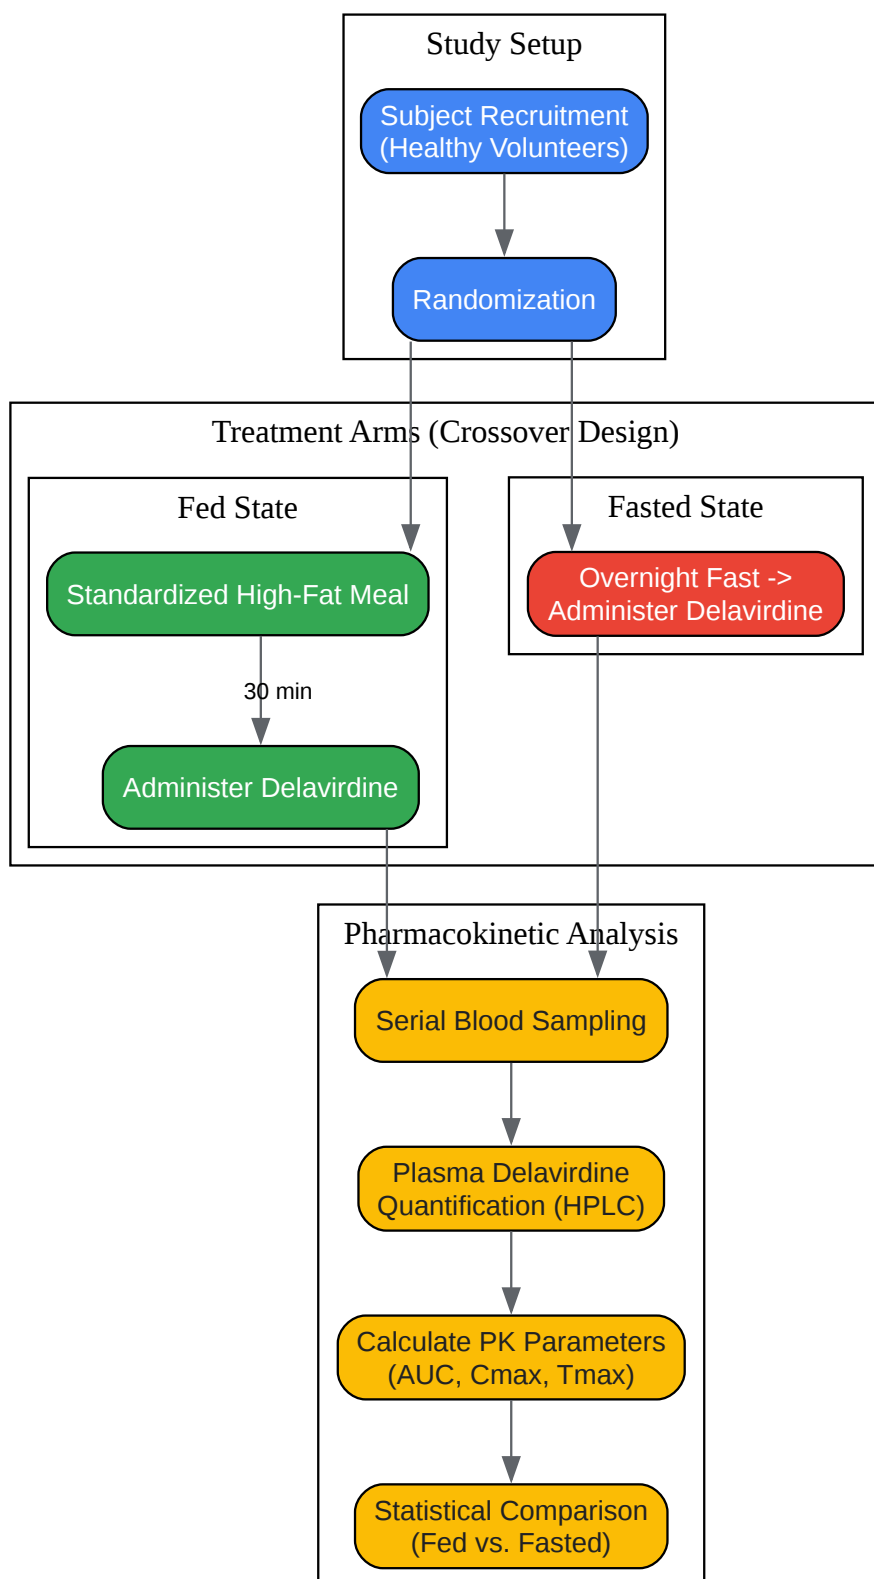 Study Setup
Subject Recruitment
(Healthy Volunteers)
Randomization
Treatment Arms (Crossover Design)
Fed State
Standardized High-Fat Meal
30 min
Administer Delavirdine
Fasted State
Overnight Fast ->
Administer Delavirdine
Pharmacokinetic Analysis
Serial Blood Sampling
Plasma Delavirdine
Quantification (HPLC)
Calculate PK Parameters
(AUC, Cmax, Tmax)
Statistical Comparison
(Fed vs. Fasted)